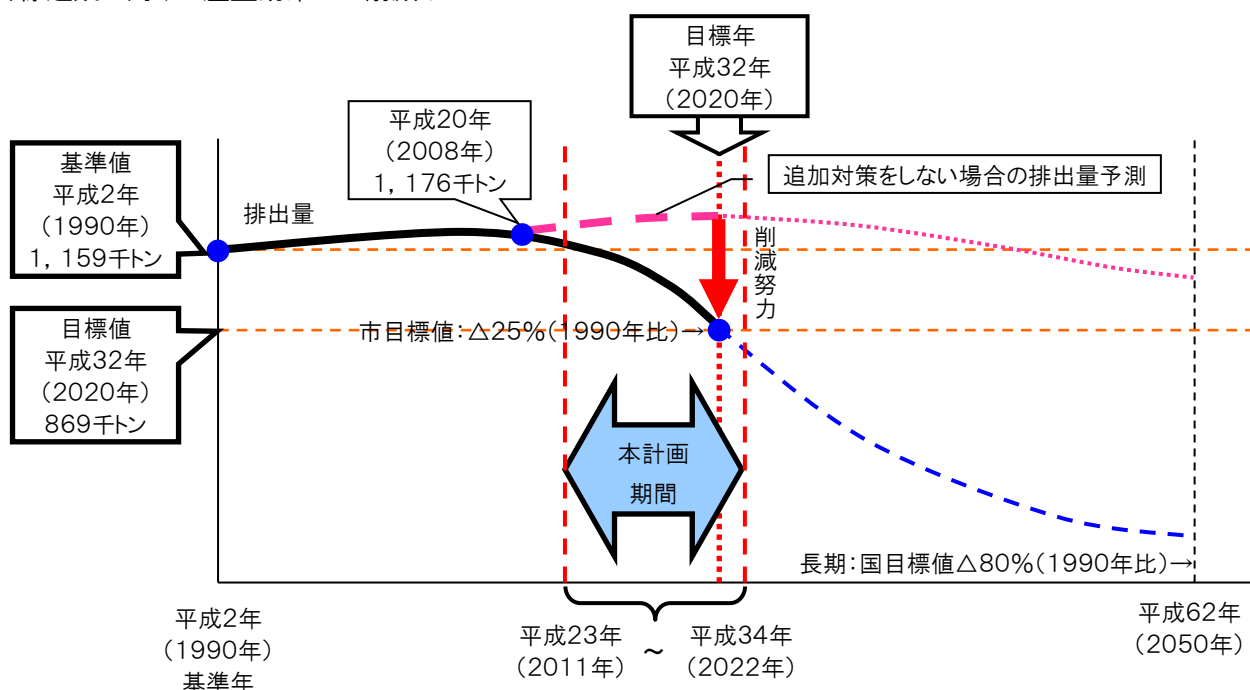 目標年
平成32年
(2020年)
平成20年
(2008年)
1，176千トン
基準値
平成2年
(1990年)
1，159千トン
排出量
追加対策をしない場合の排出量予測
削減努力
目標値
平成32年
(2020年)
869千トン
市目標値：△25%(1990年比)→
本計画
期間
長期：国目標値△80%(1990年比)→
平成2年
(1990年)
基準年
平成23年
(2011年)
～
平成34年
(2022年)
平成62年
(2050年)